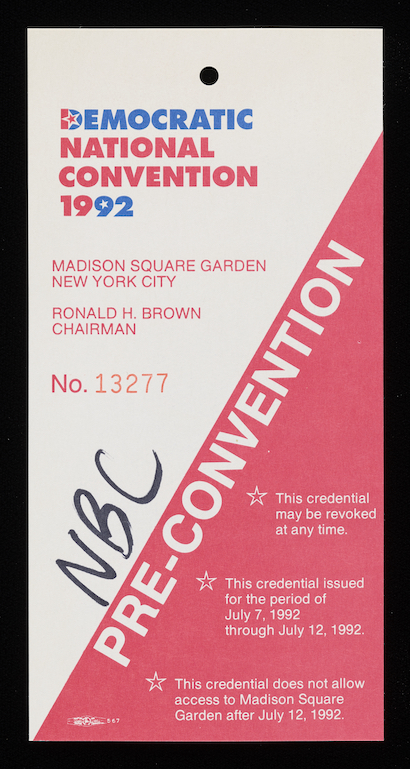 DEMOCRATIC
NATIONAL
CONVENTION
1992
MADISON SQUARE GARDEN
NEW YORK CITY
RONALD H. BROWN
CHAIRMAN
No. 13277
NBC
PRE-CONVENTION
This credential
may be revoked
at any time.
This credential issued
for the period of
July 7, 1992
through July 12, 1992.
This credential does not allow
access to Madison Square
Garden after July 12, 1992.
567